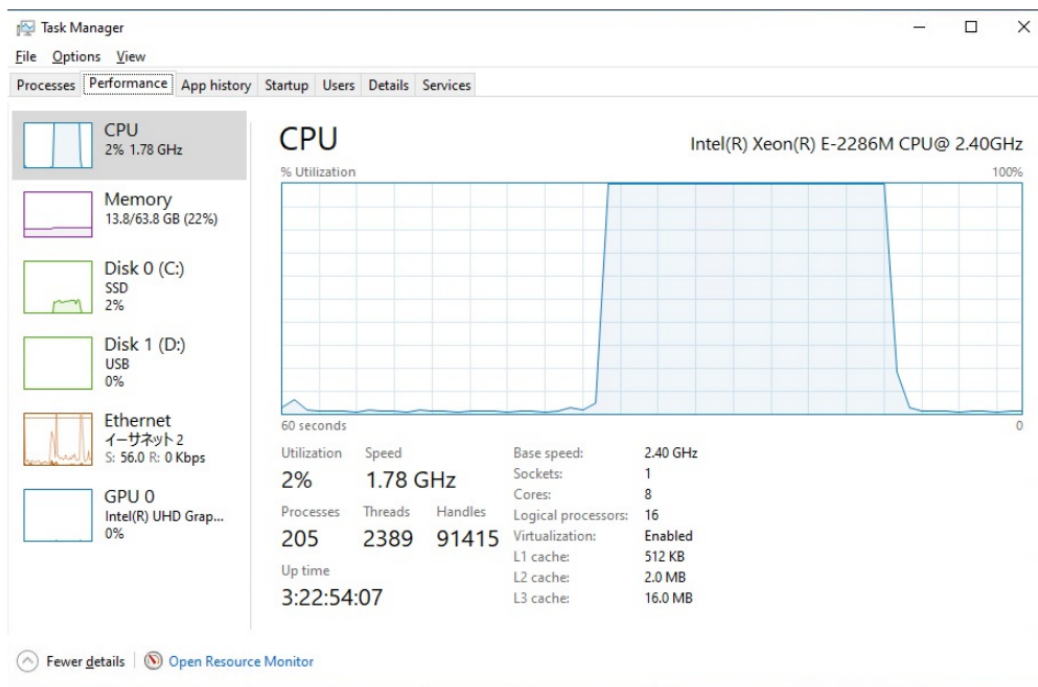 Task Manager
File Options View
Processes Performance App history Startup Users Details Services
CPU
2% 1.78 GHz
Memory
13.8/63.8 GB (22%)
Disk 0 (C:)
SSD
2%
Disk 1 (D:)
USB
0%
Ethernet
イーサネット 2
S: 56.0 R: 0 Kbps
GPU 0
Intel(R) UHD Grap...
0%
CPU Intel(R) Xeon(R) E-2286M CPU@ 2.40GHz
% Utilization 100%
60 seconds 0
Utilization Speed
2% 1.78 GHz
Processes Threads Handles
205 2389 91415
Up time
3:22:54:07
Base speed: 2.40 GHz
Sockets: 1
Cores: 8
Logical processors: 16
Virtualization: Enabled
L1 cache: 512 KB
L2 cache: 2.0 MB
L3 cache: 16.0 MB
Fewer details Open Resource Monitor